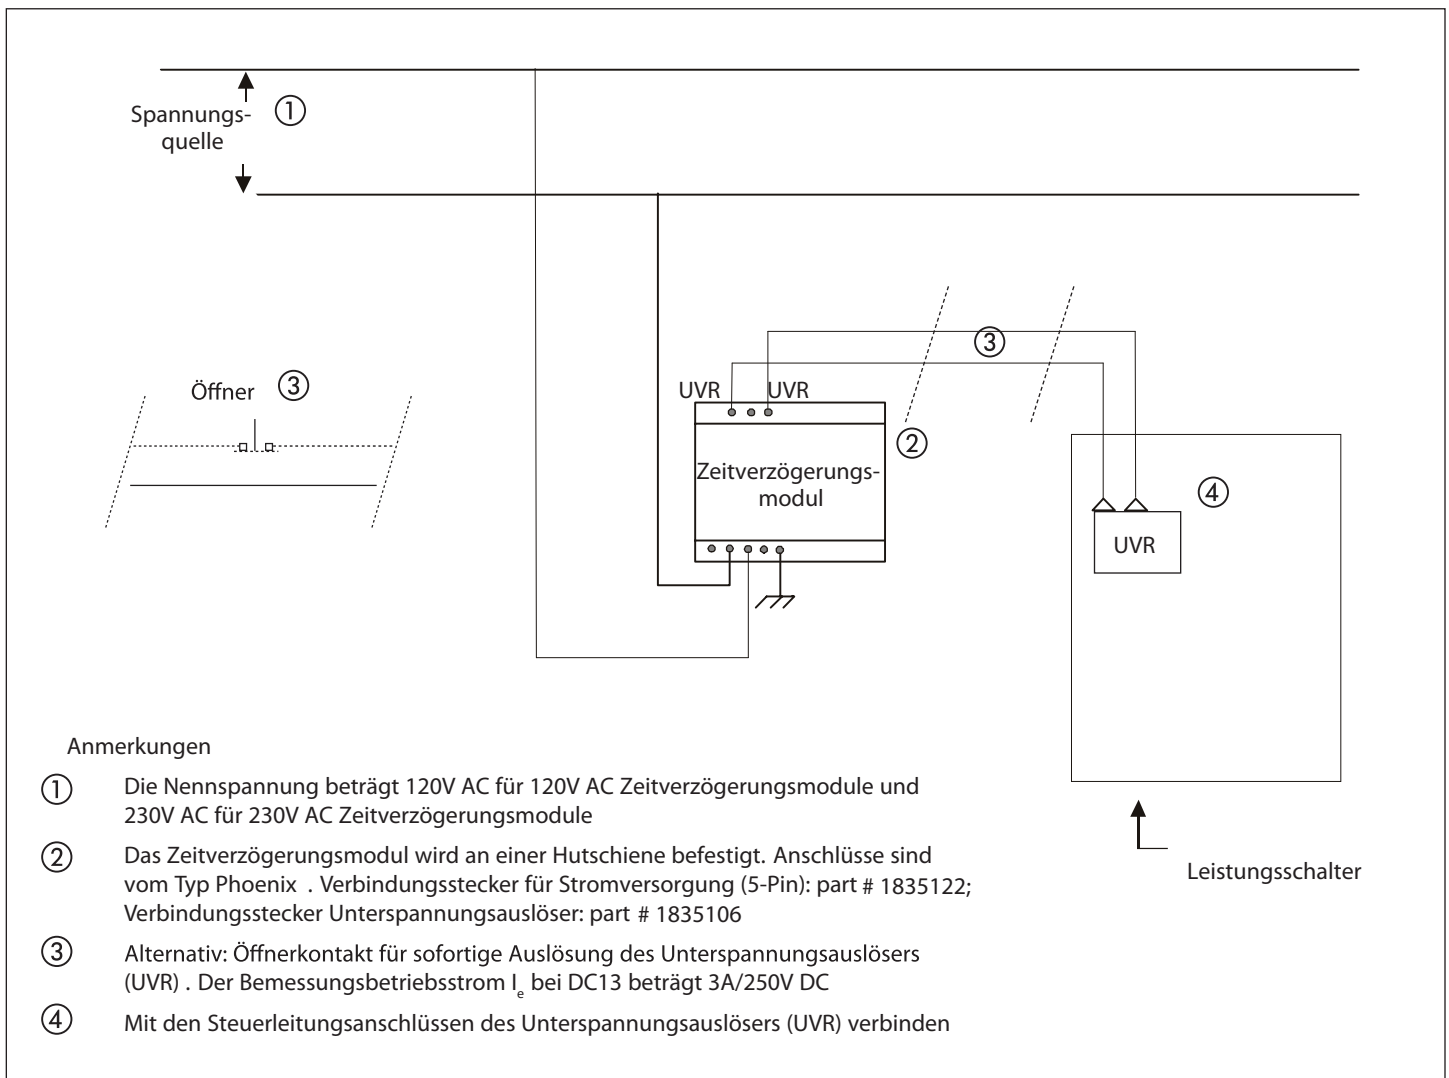 Spannungs-
quelle
①
Öffner ③
UVR UVR
③
②
Zeitverzögerungs-
modul
④
UVR
Leistungsschalter
Anmerkungen
① Die Nennspannung beträgt 120V AC für 120V AC Zeitverzögerungsmodule und
230V AC für 230V AC Zeitverzögerungsmodule
② Das Zeitverzögerungsmodul wird an einer Hutschiene befestigt. Anschlüsse sind
vom Typ Phoenix . Verbindungsstecker für Stromversorgung (5-Pin): part # 1835122;
Verbindungsstecker Unterspannungsauslöser: part # 1835106
③ Alternativ: Öffnerkontakt für sofortige Auslösung des Unterspannungsauslösers
(UVR) . Der Bemessungsbetriebsstrom Iₑ bei DC13 beträgt 3A/250V DC
④ Mit den Steuerleitungsanschlüssen des Unterspannungsauslösers (UVR) verbinden